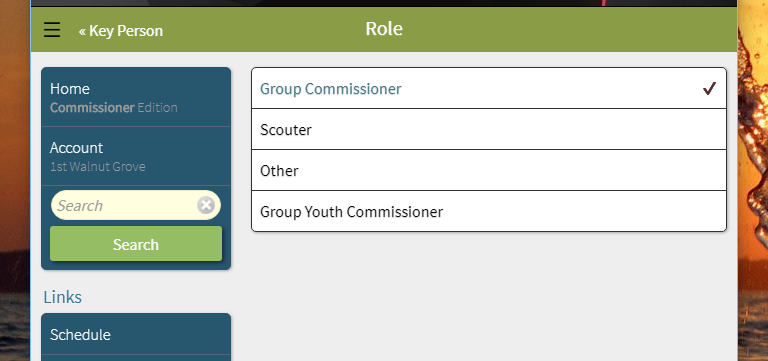 ☰ « Key Person
Role
Home
Commissioner Edition
Account
1st Walnut Grove
Search
Search
Links
Schedule
Group Commissioner
Scouter
Other
Group Youth Commissioner